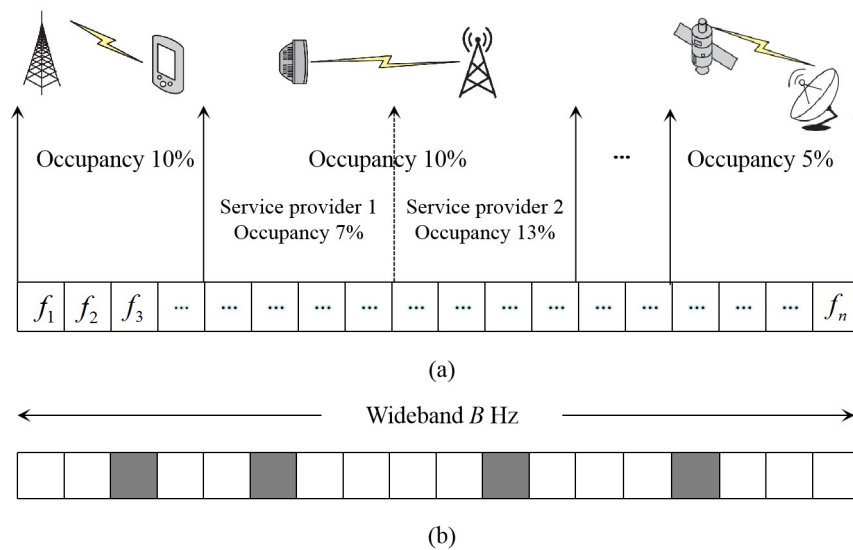 Occupancy 10% Occupancy 10% ... Occupancy 5%
Service provider 1 Service provider 2
Occupancy 7% Occupancy 13%
f1 f2 f3 ... ... ... ... ... ... ... ... ... ... ... ... ... ... fn
(a)
Wideband B Hz
(b)